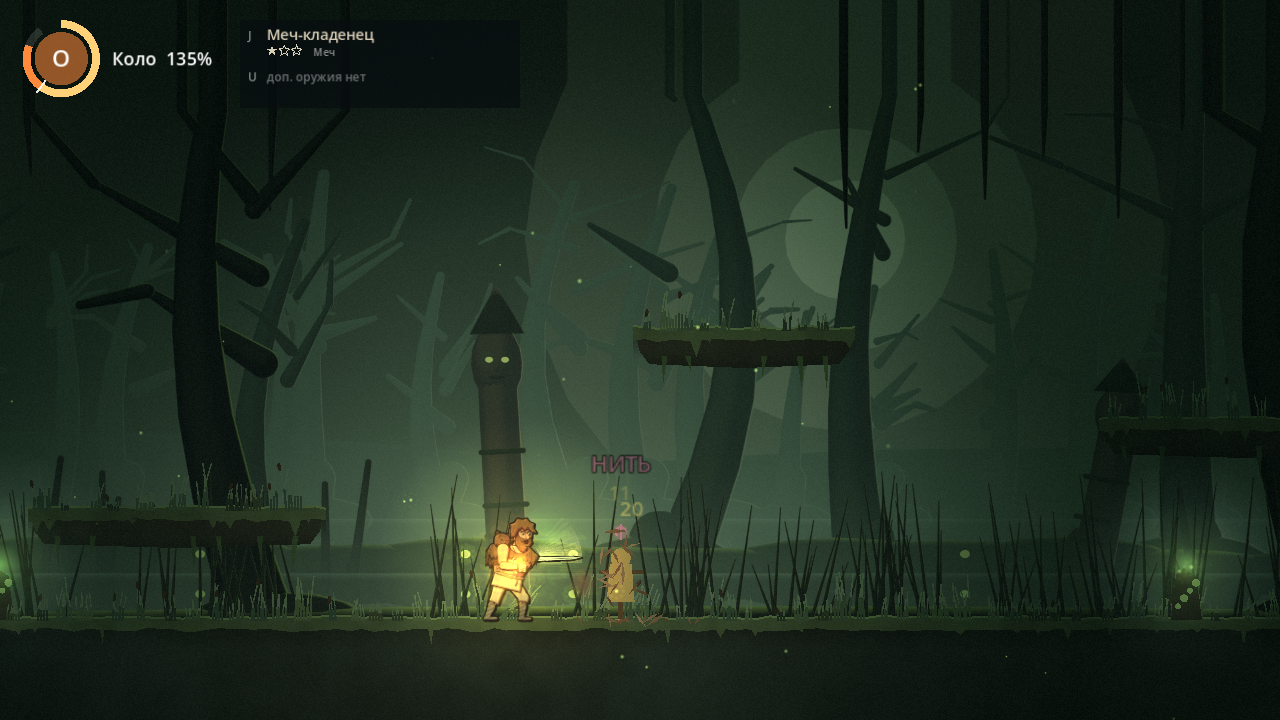 О
Коло 135%
J Меч-кладенец
★☆☆ Меч
U доп. оружия нет
НИТЬ
11
20